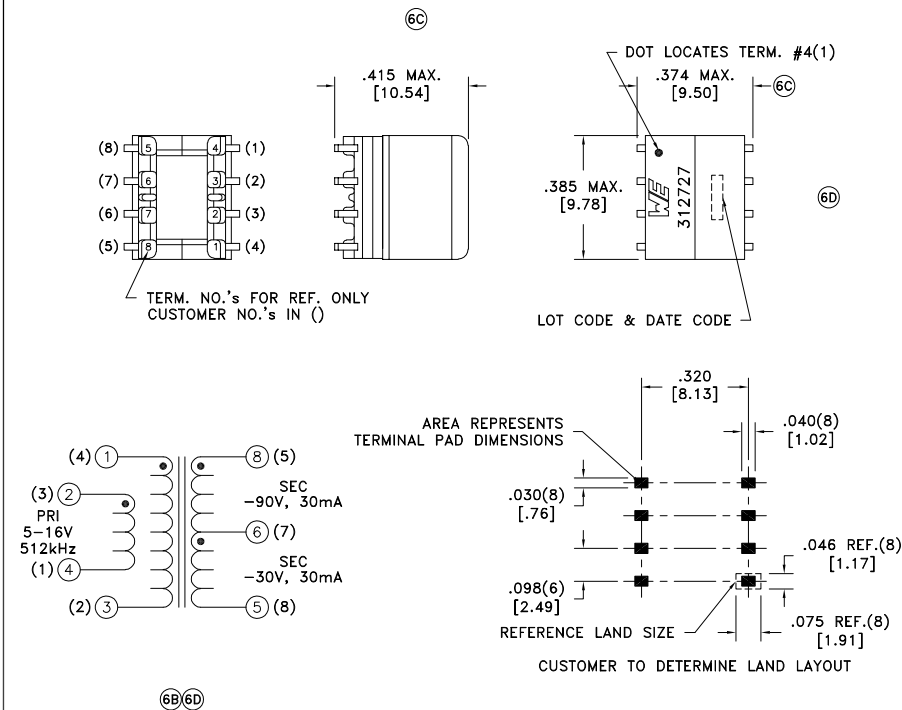 6C
DOT LOCATES TERM. #4(1)
.415 MAX.
[10.54]
.374 MAX.
[9.50]
6C
(8) 5 4 (1)
(7) 6 3 (2)
(6) 7 2 (3)
(5) 8 1 (4)
.385 MAX.
[9.78]
WE
312727
6D
TERM. NO.'s FOR REF. ONLY
CUSTOMER NO.'s IN ()
LOT CODE & DATE CODE
.320
[8.13]
AREA REPRESENTS
TERMINAL PAD DIMENSIONS
.040(8)
[1.02]
.030(8)
[.76]
.046 REF.(8)
[1.17]
.098(6)
[2.49]
REFERENCE LAND SIZE
.075 REF.(8)
[1.91]
CUSTOMER TO DETERMINE LAND LAYOUT
(4) 1
8 (5)
SEC
-90V, 30mA
(3) 2
PRI
5-16V
512kHz
(1) 4
6 (7)
SEC
-30V, 30mA
(2) 3
5 (8)
6B 6D